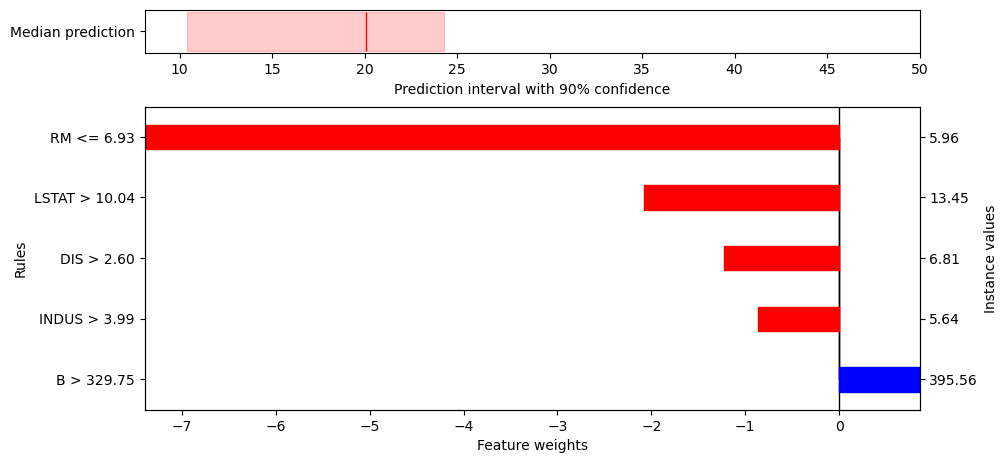 Median prediction
10 15 20 25 30 35 40 45 50
Prediction interval with 90% confidence
RM <= 6.93 5.96
LSTAT > 10.04 13.45
DIS > 2.60 6.81
INDUS > 3.99 5.64
B > 329.75 395.56
Rules
Instance values
−7 −6 −5 −4 −3 −2 −1 0
Feature weights